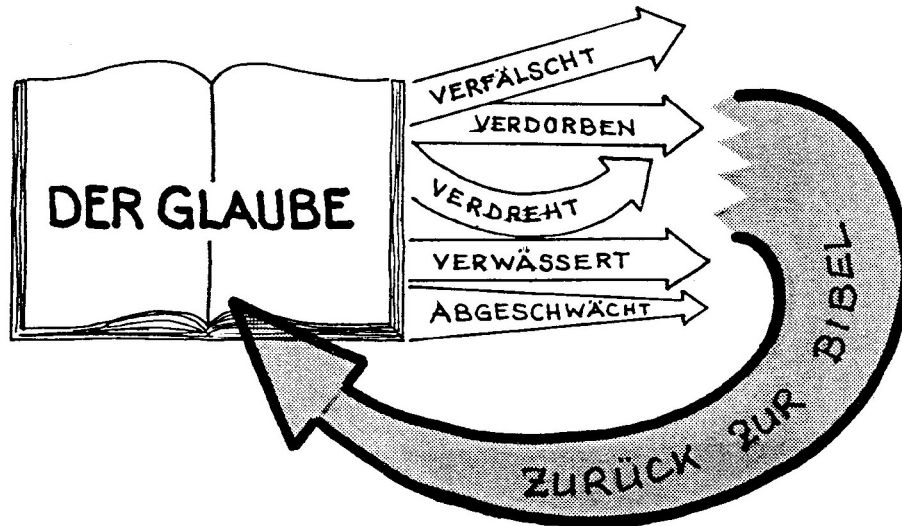 DER GLAUBE
VERFÄLSCHT
VERDORBEN
VERDREHT
VERWÄSSERT
ABGESCHWÄCHT
ZURÜCK ZUR BIBEL